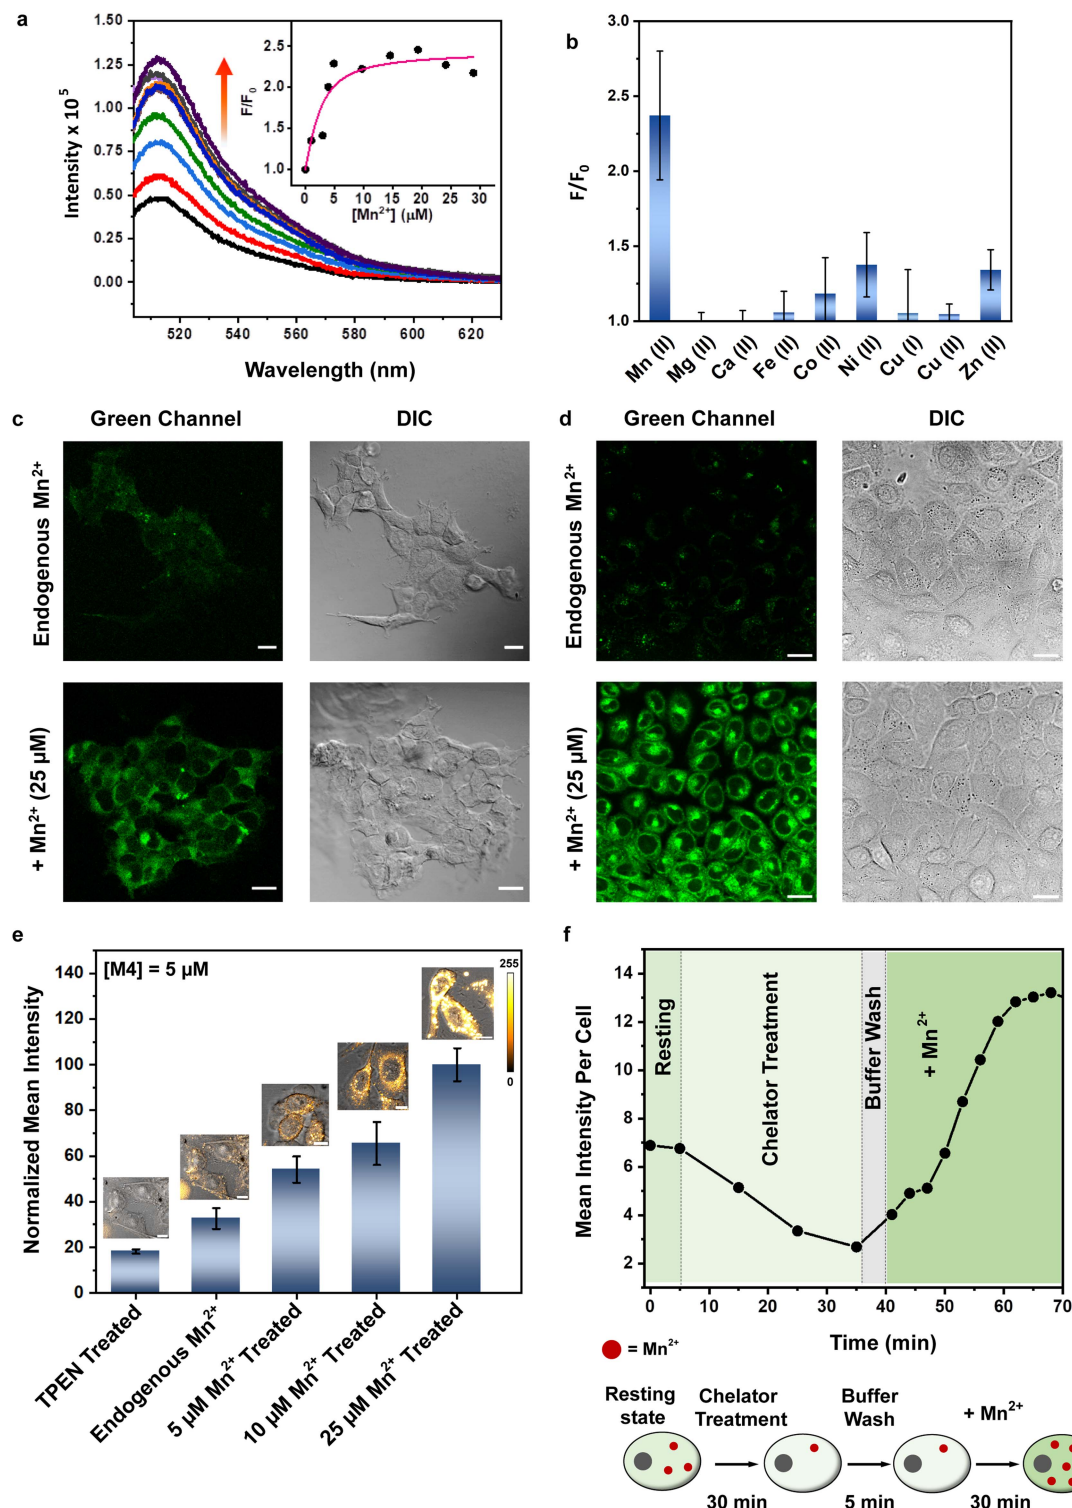 a
Intensity x 10⁵
1.50
1.25
1.00
0.75
0.50
0.25
0.00
520 540 560 580 600 620
Wavelength (nm)
F/F₀
2.5
2.0
1.5
1.0
0 5 10 15 20 25 30
[Mn²⁺] (µM)
b
F/F₀
3.0
2.5
2.0
1.5
1.0
Mn (II)
Mg (II)
Ca (II)
Fe (II)
Co (II)
Ni (II)
Cu (I)
Cu (II)
Zn (II)
c
Green Channel
DIC
Endogenous Mn²⁺
+ Mn²⁺ (25 µM)
d
Green Channel
DIC
Endogenous Mn²⁺
+ Mn²⁺ (25 µM)
e
Normalized Mean Intensity
[M4] = 5 µM
140
120
100
80
60
40
20
0
255
0
TPEN Treated
Endogenous Mn²⁺
5 µM Mn²⁺ Treated
10 µM Mn²⁺ Treated
25 µM Mn²⁺ Treated
f
Mean Intensity Per Cell
14
12
10
8
6
4
2
Resting
Chelator Treatment
Buffer Wash
+ Mn²⁺
0 10 20 30 40 50 60 70
Time (min)
= Mn²⁺
Resting
state
Chelator
Treatment
Buffer
Wash
+ Mn²⁺
30 min
5 min
30 min